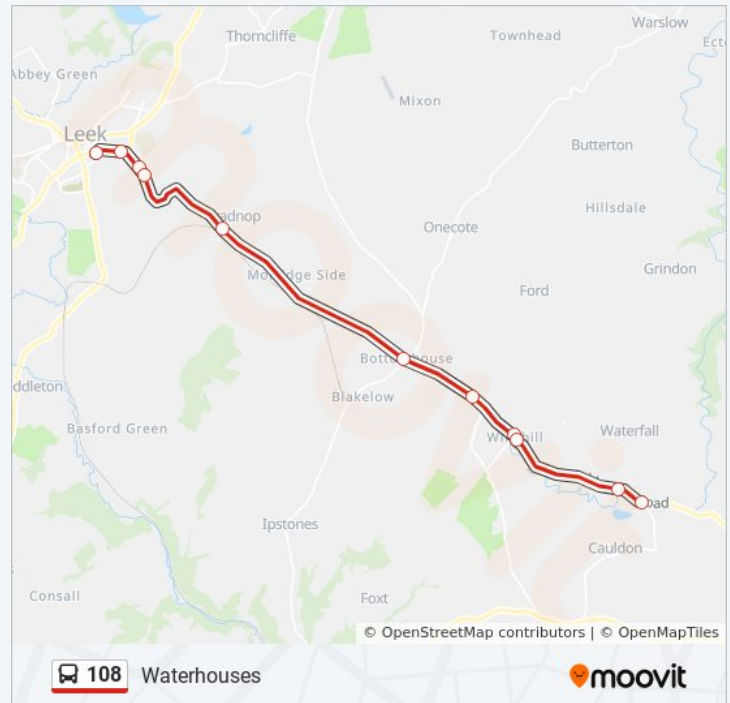 Warslow
Thorncliffe
Townhead
Abbey Green
Mixon
Leek
Butterton
Hillsdale
Onecote
Grindon
Ford
Basford Green
Blakelow
Waterfall
Ipstones
Cauldon
Consall
Foxt
© OpenStreetMap contributors | © OpenMapTiles
108 Waterhouses
moovit